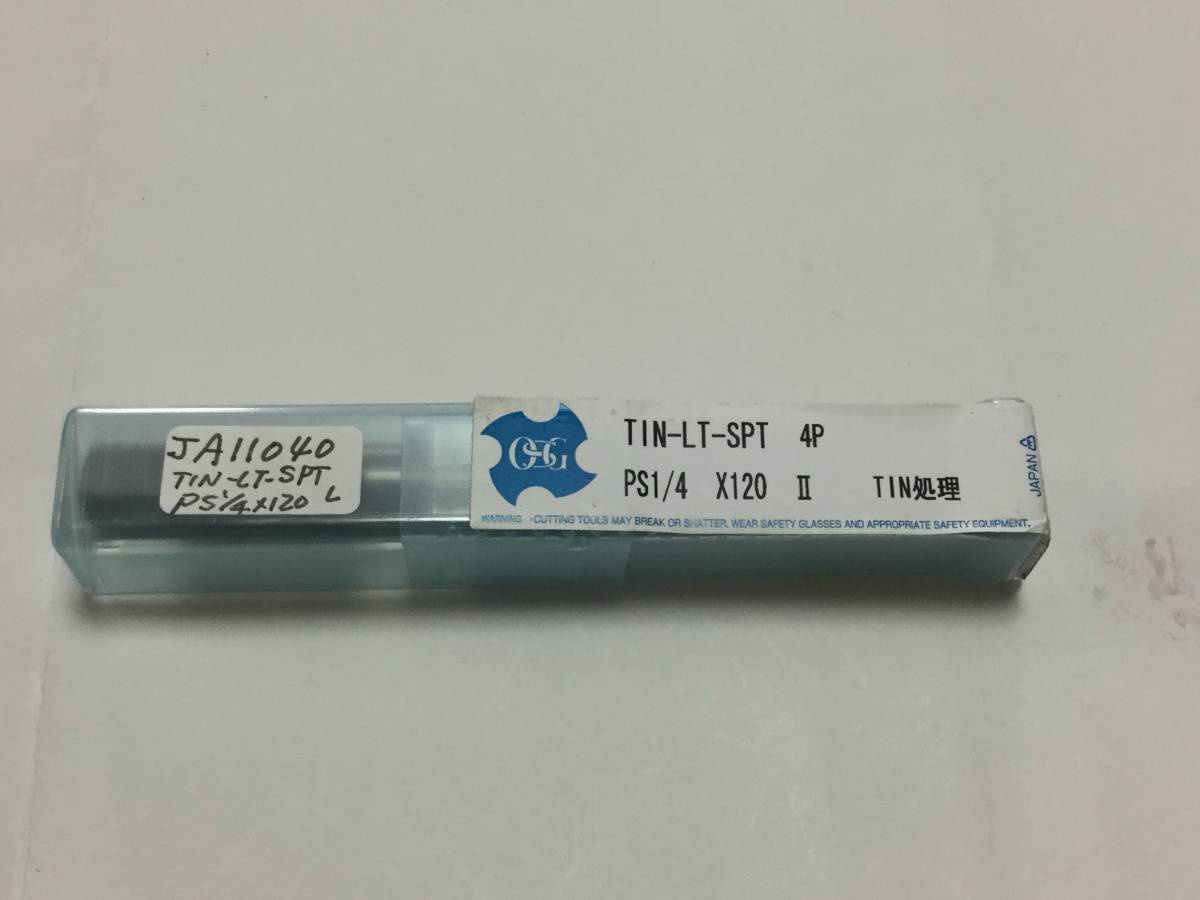 JA11040
TIN-LT-SPT
PS1/4X120 L
OSG
TIN-LT-SPT 4P
PS1/4 X120 II TIN処理
WARNING • CUTTING TOOLS MAY BREAK OR SHATTER. WEAR SAFETY GLASSES AND APPROPRIATE SAFETY EQUIPMENT.
JAPAN